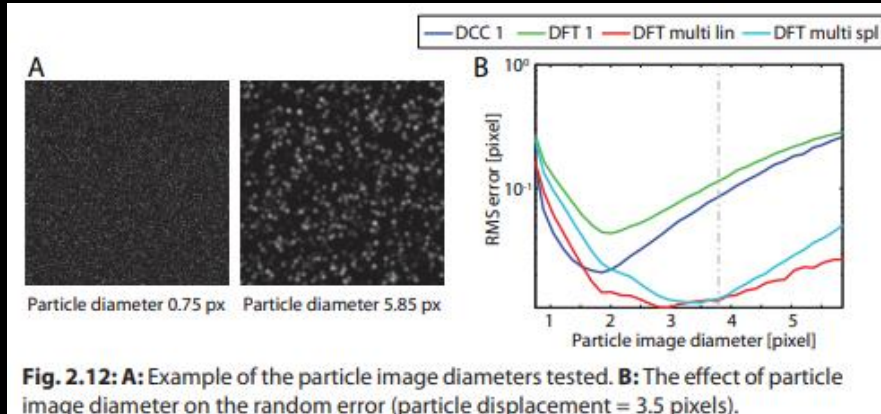 DCC 1 DFT 1 DFT multi lin DFT multi spl
A
B
10⁰
10⁻¹
RMS error [pixel]
1 2 3 4 5
Particle image diameter [pixel]
Particle diameter 0.75 px Particle diameter 5.85 px
Fig. 2.12: A: Example of the particle image diameters tested. B: The effect of particle
image diameter on the random error (particle displacement = 3.5 pixels).